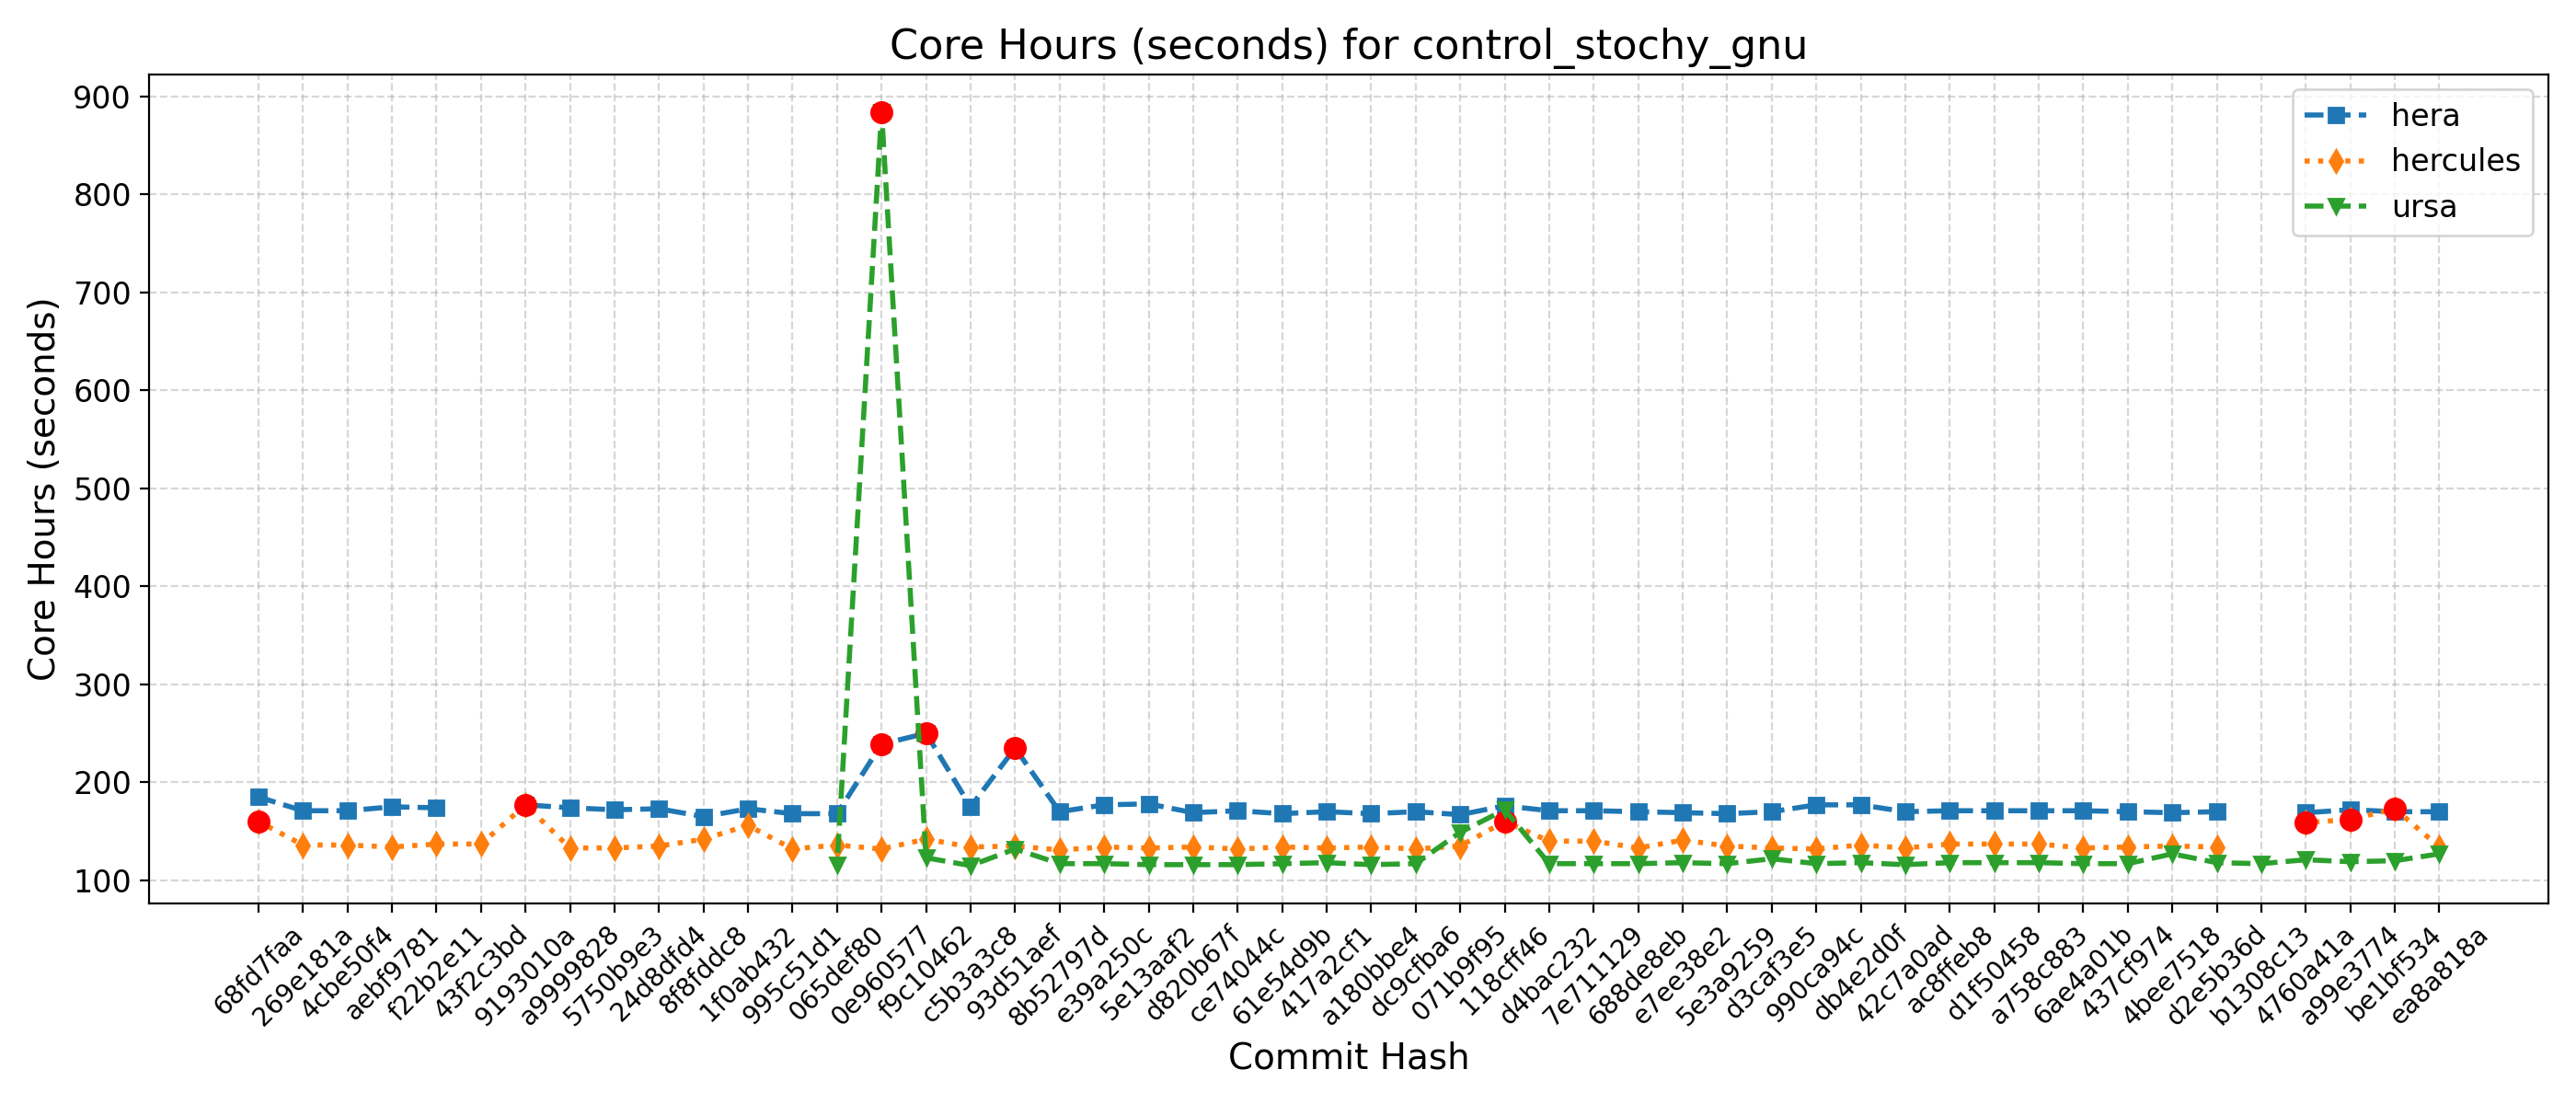 Core Hours (seconds) for control_stochy_gnu
Core Hours (seconds)
900
800
700
600
500
400
300
200
100
hera
hercules
ursa
68fd7faa
269e181a
4cbe50f4
aebf9781
f22b2e11
43f2c3bd
9193010a
a9999828
5750b9e3
24d8dfd4
8f8fddc8
1f0ab432
995c51d1
065def80
0e960577
f9c10462
c5b3a3c8
93d51aef
8b52797d
e39a250c
5e13aaf2
d820b67f
ce74044c
61e54d9b
417a2cf1
a180bbe4
dc9cfba6
071b9f95
118cff46
d4bac232
7e711129
688de8eb
e7ee38e2
5e3a9259
d3caf3e5
990ca94c
db4e2d0f
42c7a0ad
ac8ffeb8
d1f50458
a758c883
6ae4a01b
437cf974
4bee7518
d2e5b36d
b1308c13
4760a41a
a99e3774
be1bf534
ea8a818a
Commit Hash